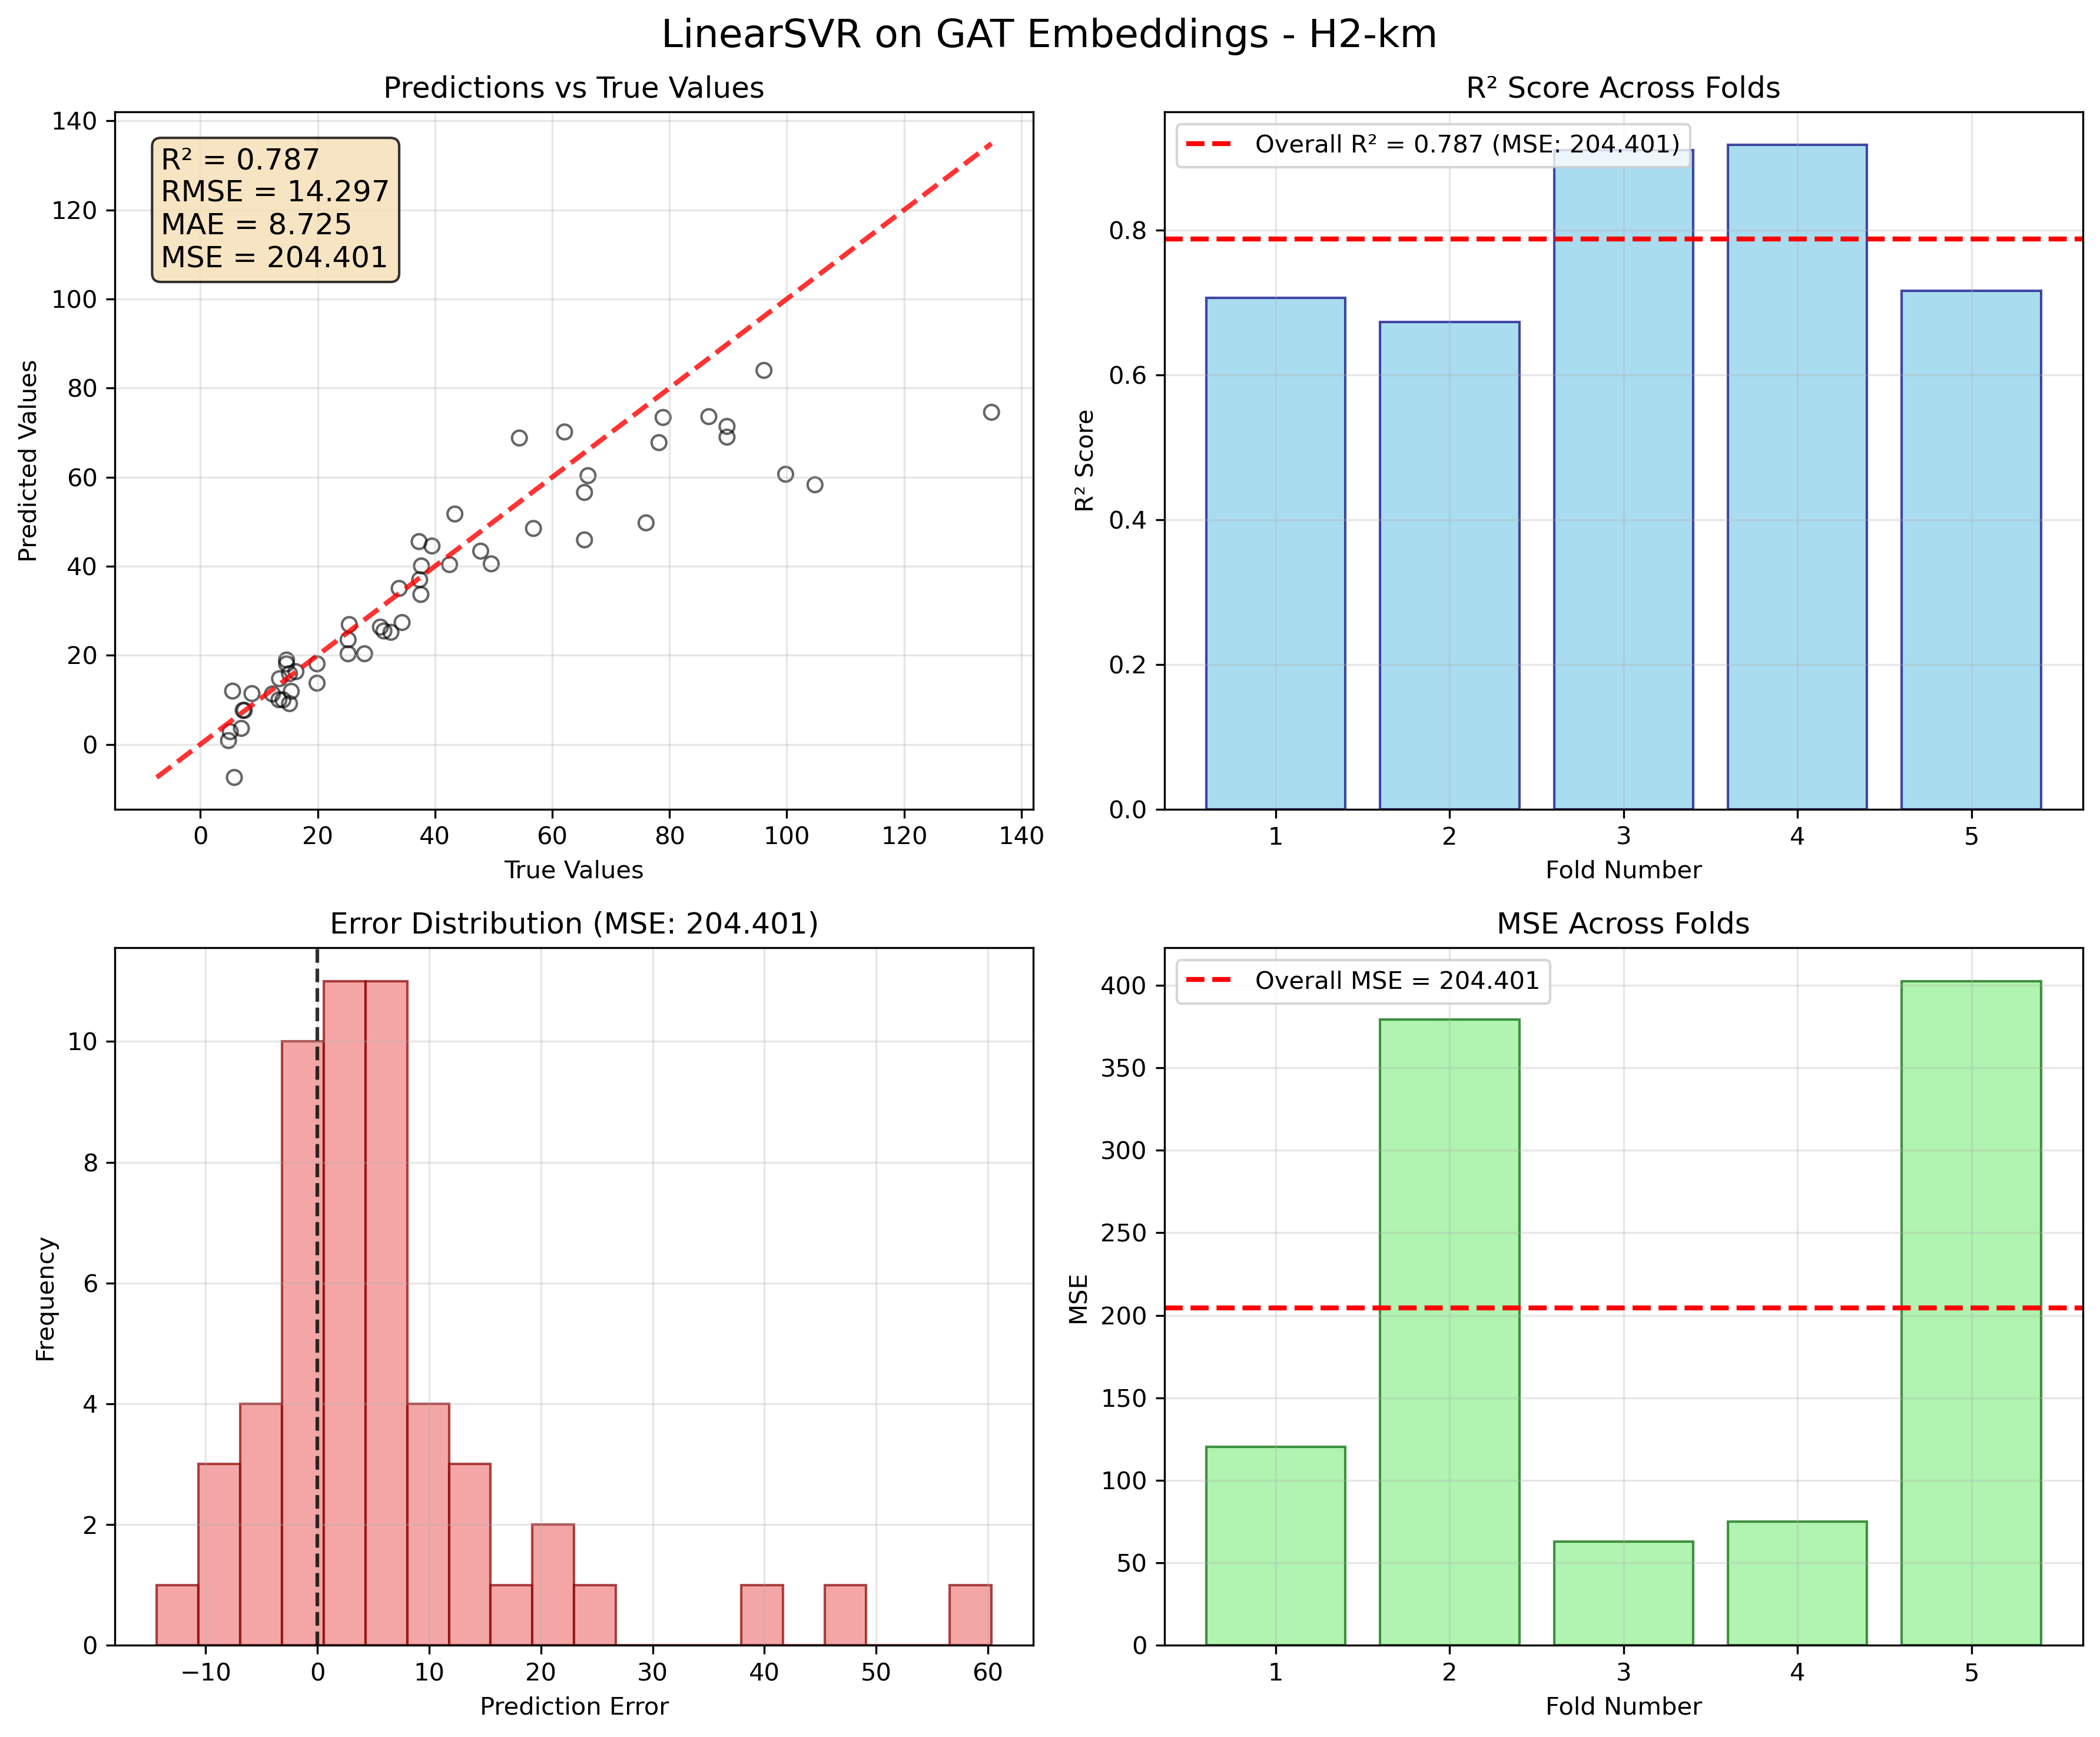 LinearSVR on GAT Embeddings - H2-km
Predictions vs True Values
R² = 0.787
RMSE = 14.297
MAE = 8.725
MSE = 204.401
140
120
100
80
60
40
20
0
Predicted Values
0 20 40 60 80 100 120 140
True Values
R² Score Across Folds
Overall R² = 0.787 (MSE: 204.401)
0.8
0.6
0.4
0.2
0.0
R² Score
1 2 3 4 5
Fold Number
Error Distribution (MSE: 204.401)
10
8
6
4
2
0
Frequency
−10 0 10 20 30 40 50 60
Prediction Error
MSE Across Folds
Overall MSE = 204.401
400
350
300
250
200
150
100
50
0
MSE
1 2 3 4 5
Fold Number